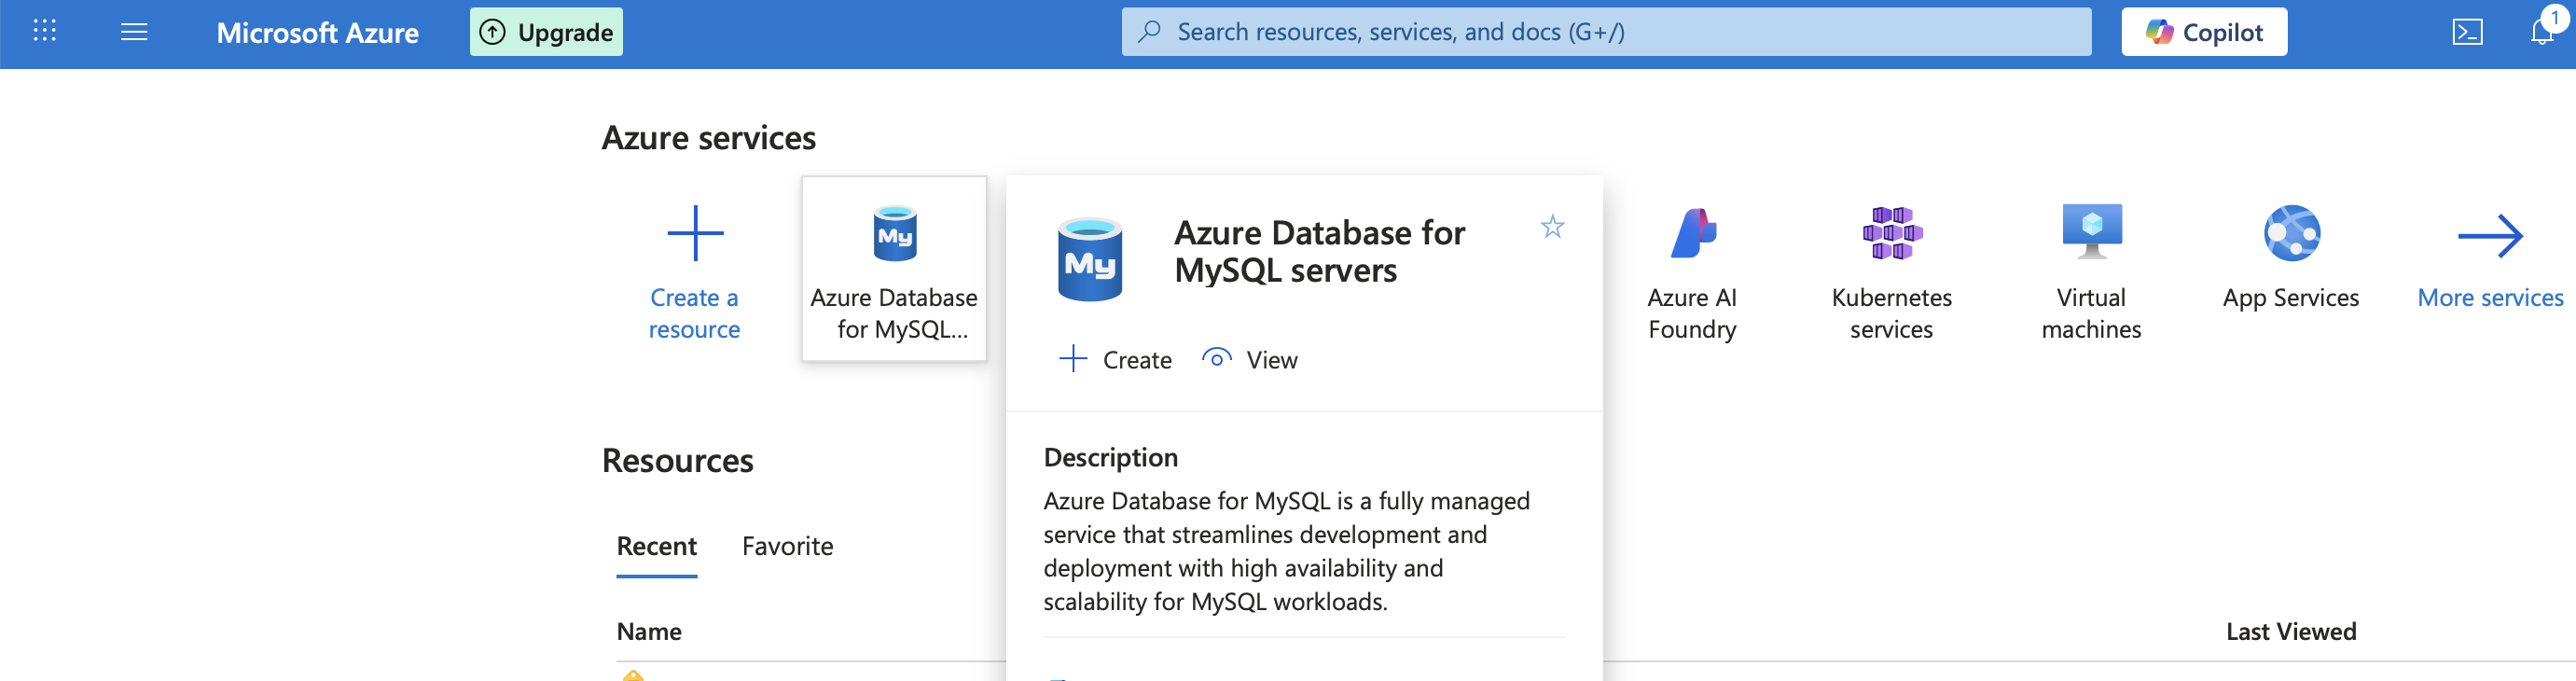 Microsoft Azure
Upgrade
Search resources, services, and docs (G+/)
Copilot
1
Azure services
Create a
resource
My
Azure Database
for MySQL...
My
Azure Database for
MySQL servers
Create
View
Azure AI
Foundry
Kubernetes
services
Virtual
machines
App Services
More services
Description
Azure Database for MySQL is a fully managed
service that streamlines development and
deployment with high availability and
scalability for MySQL workloads.
Resources
Recent
Favorite
Name
Last Viewed